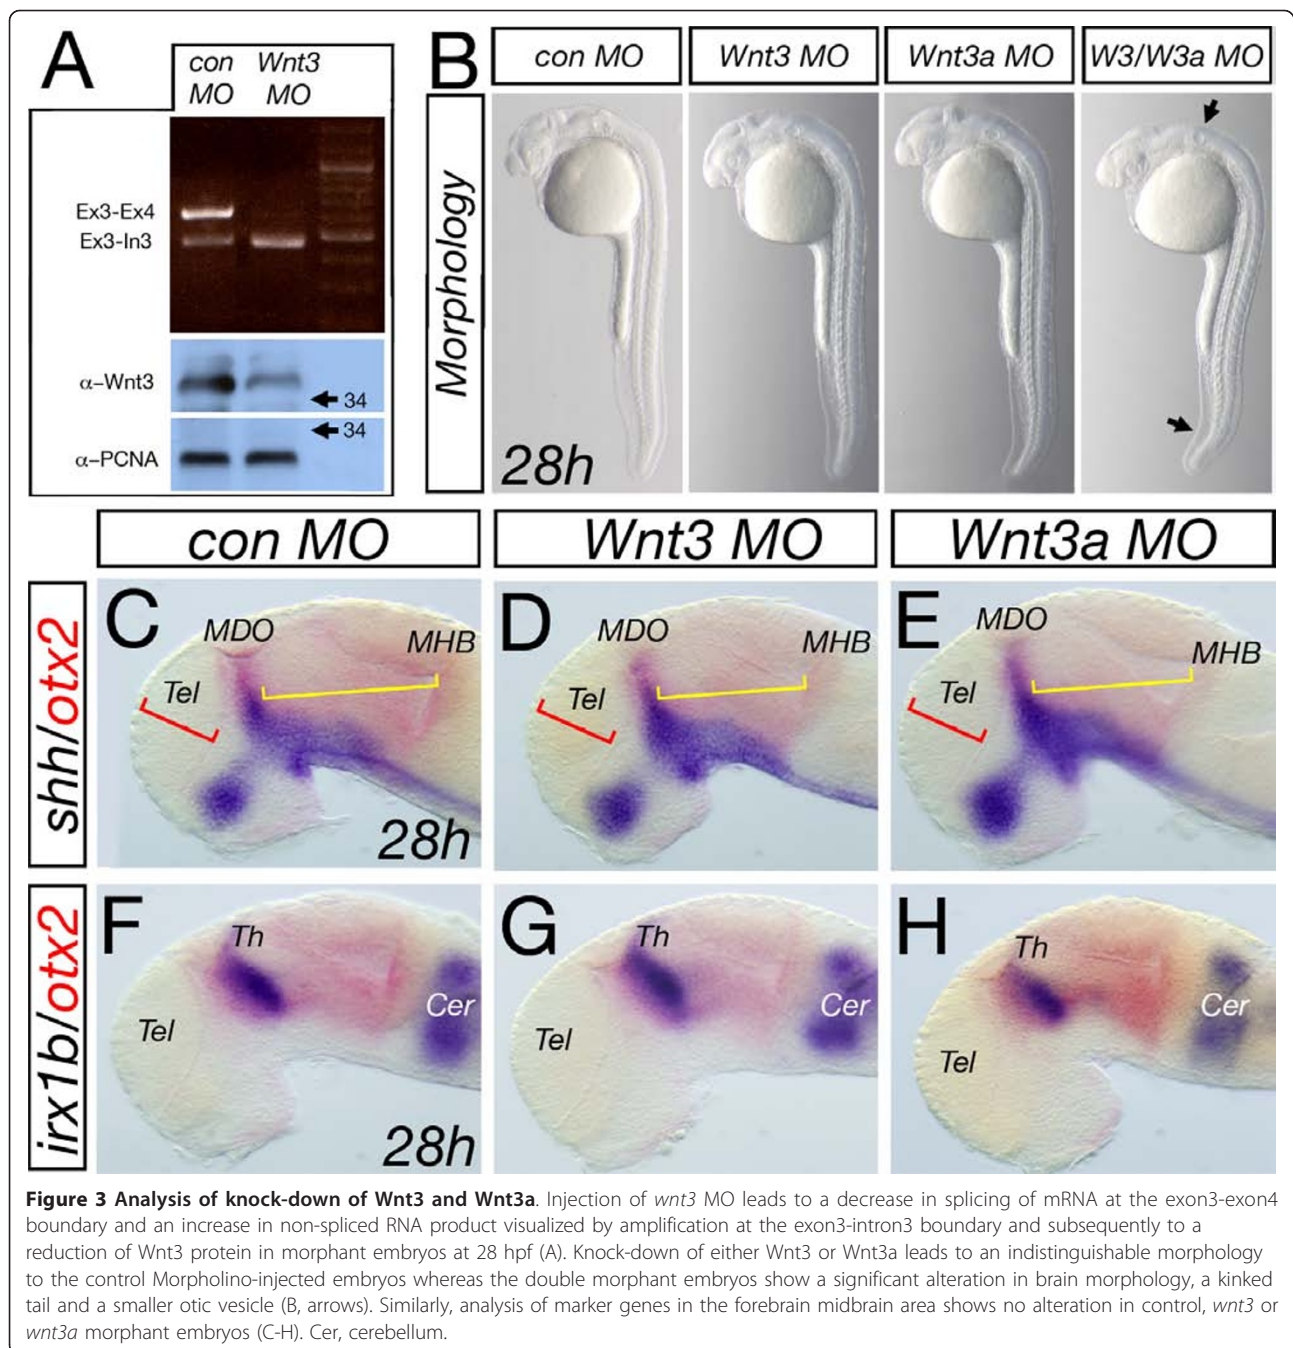 A
con Wnt3
MO MO
Ex3-Ex4
Ex3-In3
α–Wnt3
34
34
α–PCNA
B
con MO
Wnt3 MO
Wnt3a MO
W3/W3a MO
Morphology
28h
con MO
Wnt3 MO
Wnt3a MO
shh/otx2
C
MDO
MHB
Tel
28h
D
MDO
MHB
Tel
E
MDO
MHB
Tel
irx1b/otx2
F
Th
Cer
Tel
28h
G
Th
Cer
Tel
H
Th
Cer
Tel
Figure 3 Analysis of knock-down of Wnt3 and Wnt3a. Injection of wnt3 MO leads to a decrease in splicing of mRNA at the exon3-exon4
boundary and an increase in non-spliced RNA product visualized by amplification at the exon3-intron3 boundary and subsequently to a
reduction of Wnt3 protein in morphant embryos at 28 hpf (A). Knock-down of either Wnt3 or Wnt3a leads to an indistinguishable morphology
to the control Morpholino-injected embryos whereas the double morphant embryos show a significant alteration in brain morphology, a kinked
tail and a smaller otic vesicle (B, arrows). Similarly, analysis of marker genes in the forebrain midbrain area shows no alteration in control, wnt3 or
wnt3a morphant embryos (C-H). Cer, cerebellum.